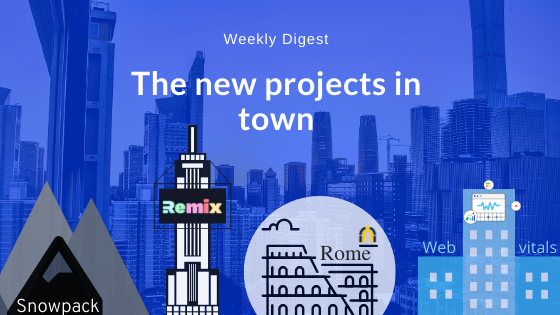 Weekly Digest
The new projects in
town
Remix
Rome
Web
vitals
Snowpack